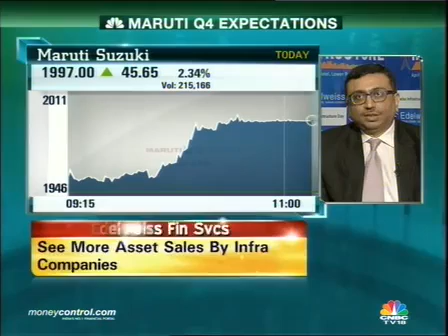 MARUTI Q4 EXPECTATIONS
Maruti Suzuki
TODAY
1997.00 45.65 2.34%
Vol: 215,166
2011
1946
09:15 11:00
Edelweiss Fin Svcs
See More Asset Sales By Infra
Companies
moneycontrol.com
CNBC
TV18
Edelweiss